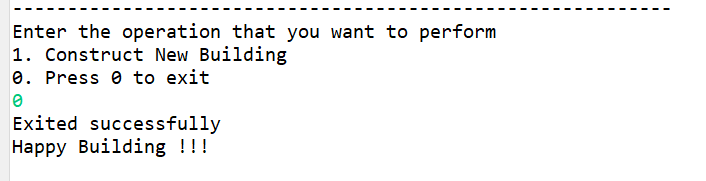 ------------------------------------------------------------
Enter the operation that you want to perform
1. Construct New Building
0. Press 0 to exit
0
Exited successfully
Happy Building !!!